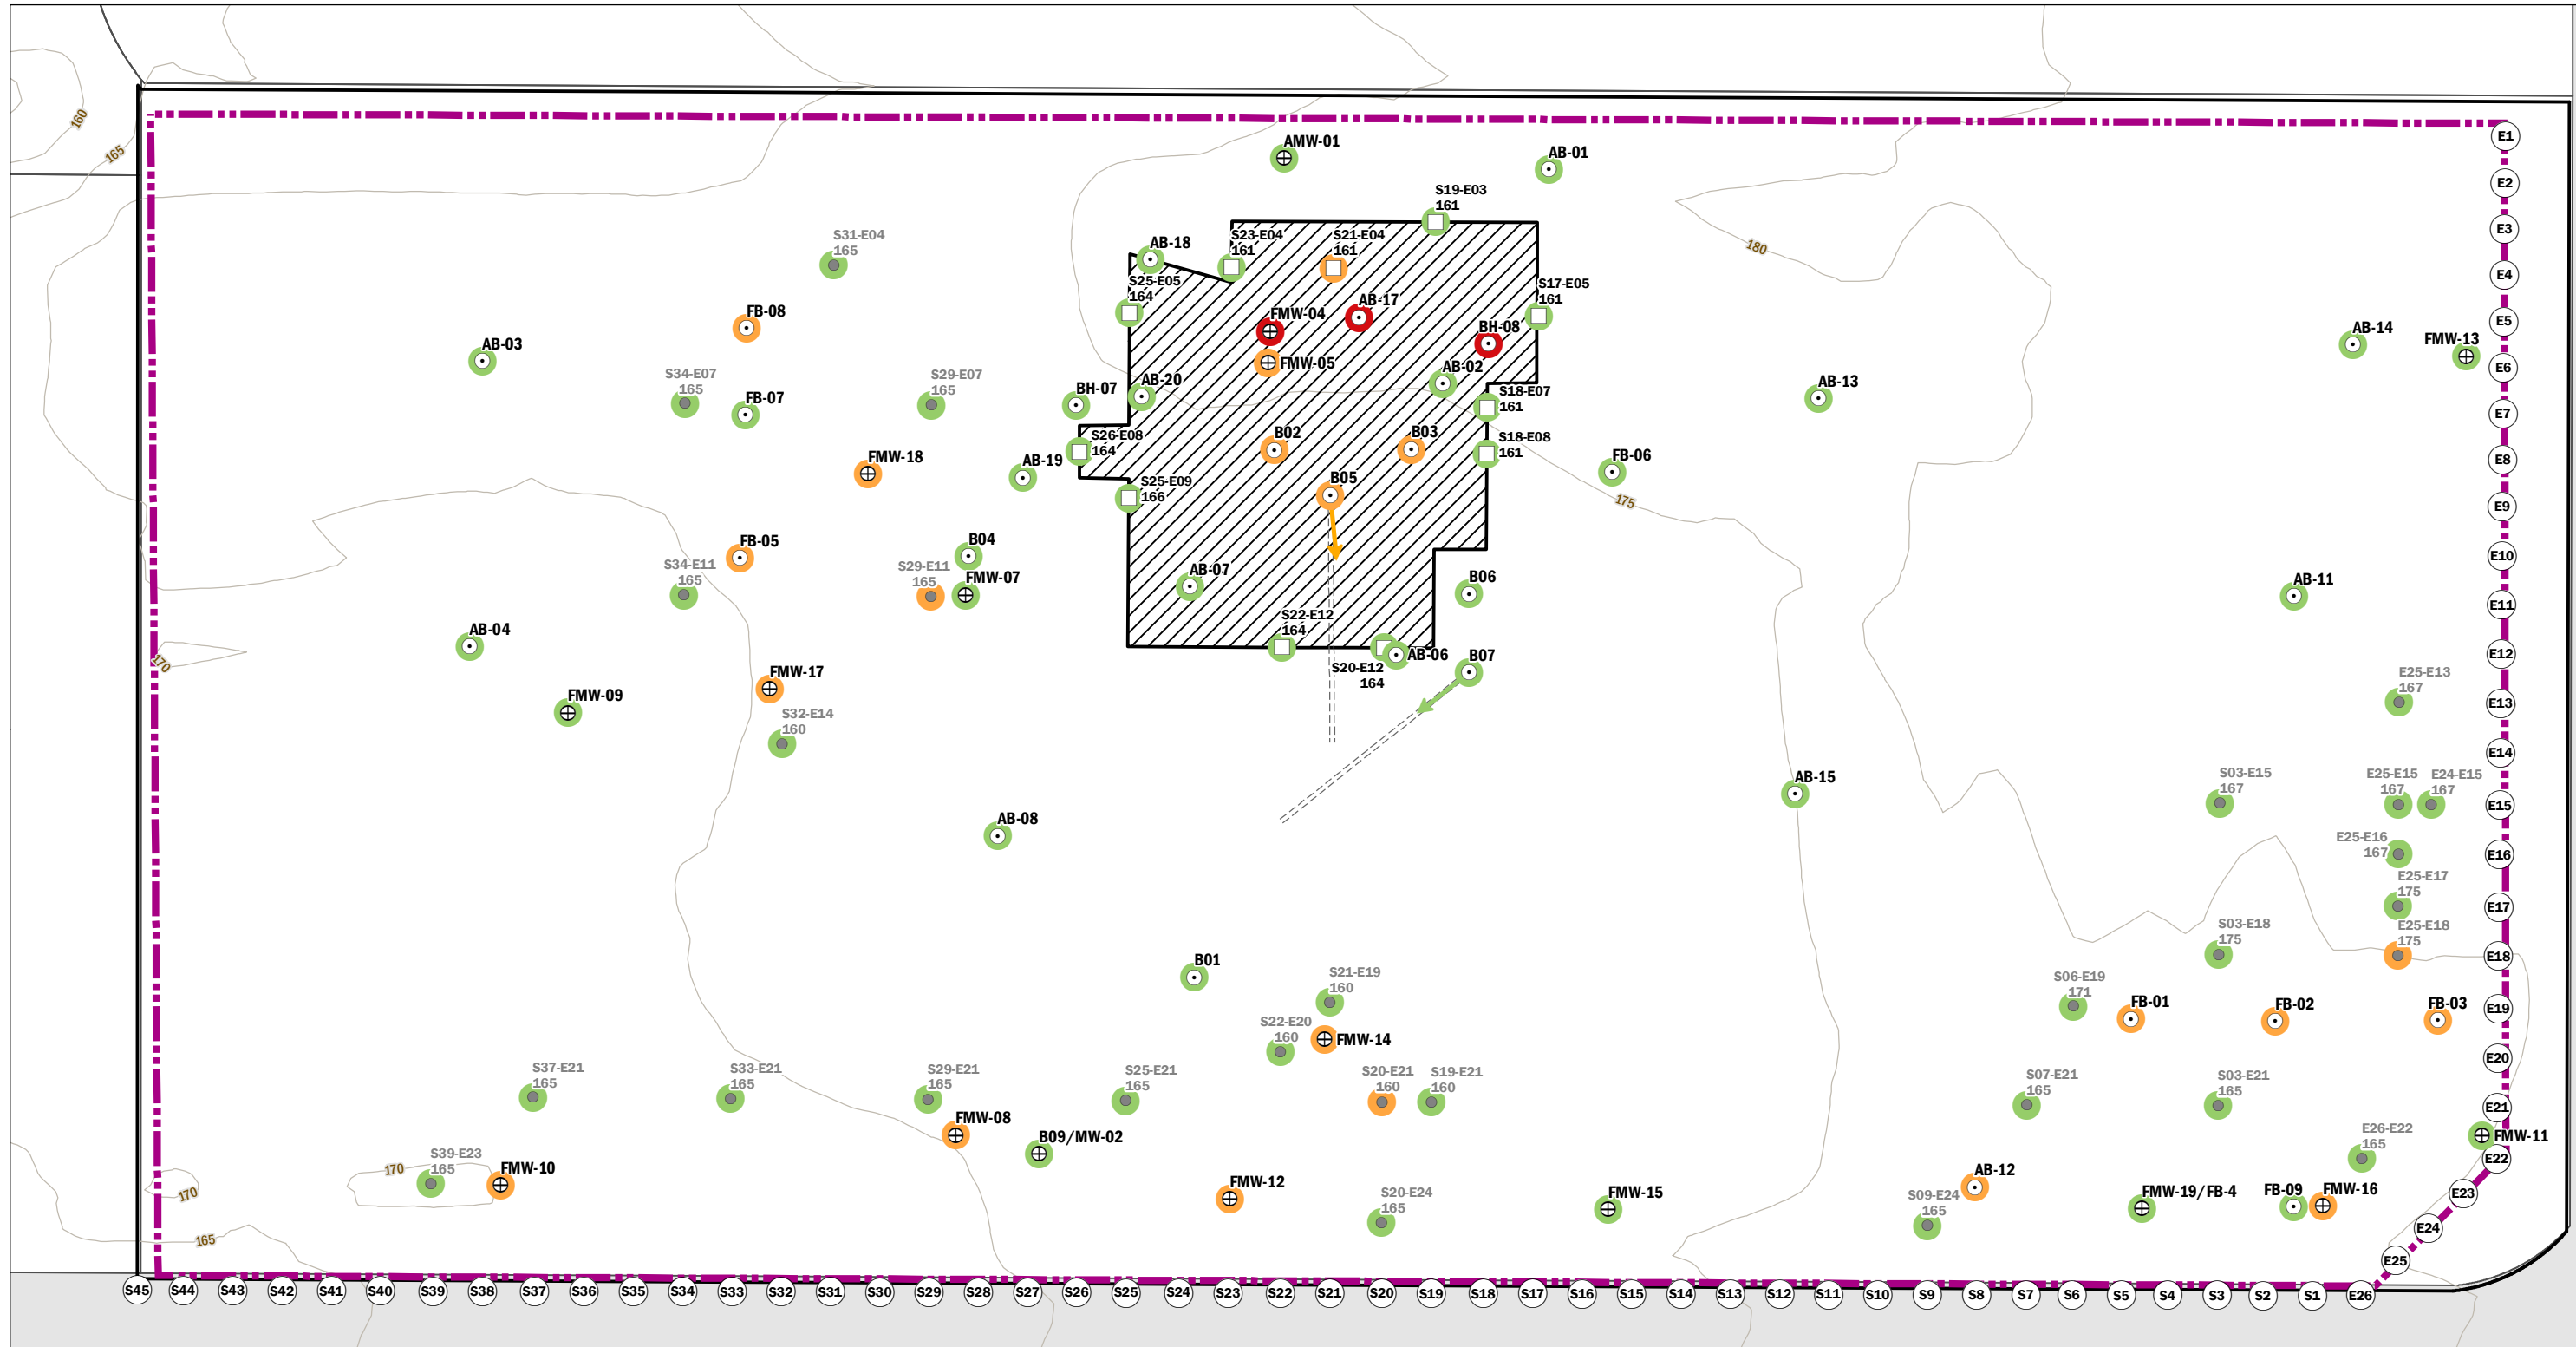 160
165
AMW-01
AB-01
E1
E2
S19-E03
161
E3
S31-E04
165
AB-18
S23-E04
161
S21-E04
161
180
E4
S25-E05
164
AB-17
S17-E05
161
FB-08
FMW-04
BH-08
E5
AB-03
AB-14
FMW-13
FMW-05
AB-02
E6
S34-E07
165
S29-E07
165
BH-07
AB-20
AB-13
FB-07
S18-E07
161
E7
S26-E08
164
B02
B03
S18-E08
161
FMW-18
AB-19
FB-06
E8
S25-E09
166
B05
175
E9
FB-05
B04
E10
S34-E11
165
S29-E11
165
FMW-07
AB-07
B06
AB-11
E11
AB-04
S22-E12
164
170
S20-E12
164
AB-06
B07
E12
FMW-17
FMW-09
E25-E13
167
E13
S32-E14
160
E14
AB-15
S03-E15
167
E25-E15
167
E24-E15
167
E15
AB-08
E25-E16
167
E16
E25-E17
175
E17
S03-E18
175
E25-E18
175
E18
B01
S21-E19
160
S06-E19
171
FB-01
FB-02
FB-03
E19
S22-E20
160
FMW-14
E20
S37-E21
165
S33-E21
165
S29-E21
165
S25-E21
165
S20-E21
160
S19-E21
160
S07-E21
165
S03-E21
165
E21
FMW-08
B09/MW-02
E26-E22
165
FMW-11
E22
S39-E23
165
170
FMW-10
170
FMW-12
S20-E24
165
FMW-15
S09-E24
165
AB-12
FMW-19/FB-4
FB-09
FMW-16
E23
165
E24
E25
S45
S44
S43
S42
S41
S40
S39
S38
S37
S36
S35
S34
S33
S32
S31
S30
S29
S28
S27
S26
S25
S24
S23
S22
S21
S20
S19
S18
S17
S16
S15
S14
S13
S12
S11
S10
S9
S8
S7
S6
S5
S4
S3
S2
S1
E26